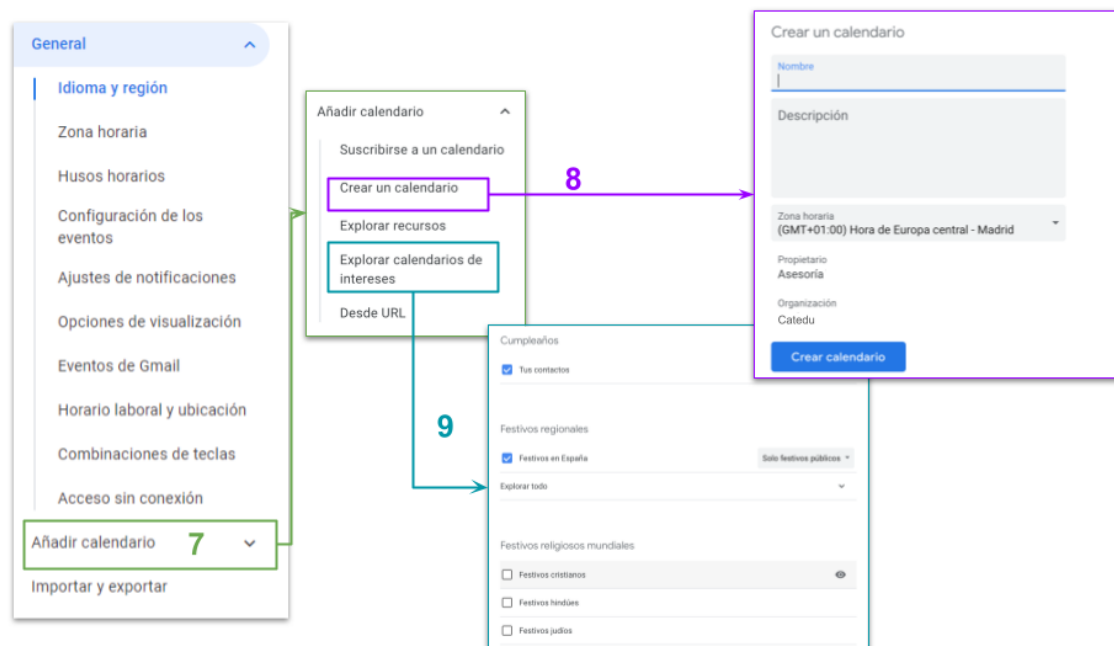 General
Idioma y región
Zona horaria
Husos horarios
Configuración de los
eventos
Ajustes de notificaciones
Opciones de visualización
Eventos de Gmail
Horario laboral y ubicación
Combinaciones de teclas
Acceso sin conexión
Añadir calendario 7
Importar y exportar
Añadir calendario
Suscribirse a un calendario
Crear un calendario
Explorar recursos
Explorar calendarios de
intereses
Desde URL
8
Crear un calendario
Nombre
Descripción
Zona horaria
(GMT+01:00) Hora de Europa central - Madrid
Propietario
Asesoría
Organización
Catedu
Crear calendario
9
Cumpleaños
Tus contactos
Festivos regionales
Festivos en España Solo festivos públicos
Explorar todo
Festivos religiosos mundiales
Festivos cristianos
Festivos hindúes
Festivos judíos